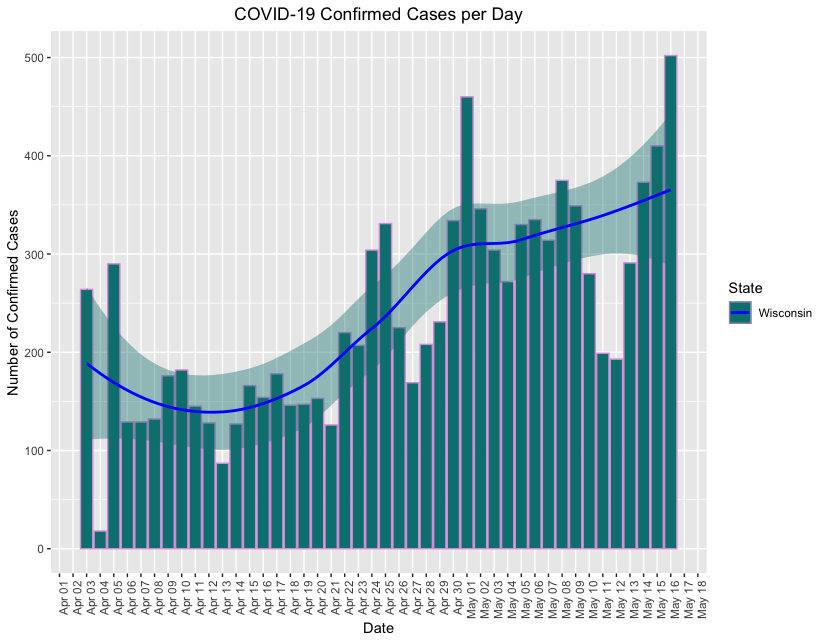 COVID-19 Confirmed Cases per Day
Number of Confirmed Cases
500
400
300
200
100
0
Apr 01
Apr 02
Apr 03
Apr 04
Apr 05
Apr 06
Apr 07
Apr 08
Apr 09
Apr 10
Apr 11
Apr 12
Apr 13
Apr 14
Apr 15
Apr 16
Apr 17
Apr 18
Apr 19
Apr 20
Apr 21
Apr 22
Apr 23
Apr 24
Apr 25
Apr 26
Apr 27
Apr 28
Apr 29
Apr 30
May 01
May 02
May 03
May 04
May 05
May 06
May 07
May 08
May 09
May 10
May 11
May 12
May 13
May 14
May 15
May 16
May 17
May 18
Date
State
Wisconsin